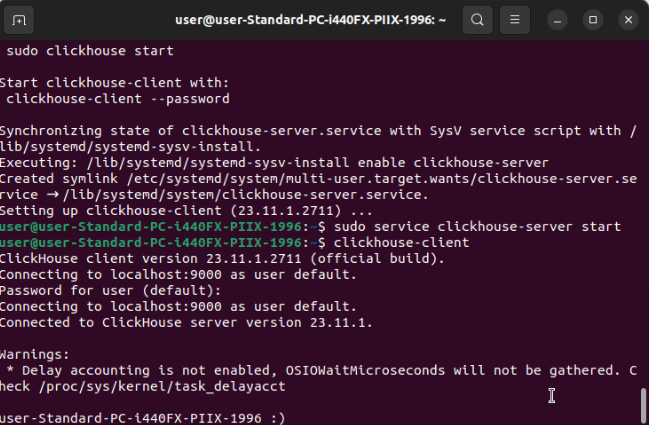 user@user-Standard-PC-i440FX-PIIX-1996: ~
sudo clickhouse start
Start clickhouse-client with:
clickhouse-client --password
Synchronizing state of clickhouse-server.service with SysV service script with /
lib/systemd/systemd-sysv-install.
Executing: /lib/systemd/systemd-sysv-install enable clickhouse-server
Created symlink /etc/systemd/system/multi-user.target.wants/clickhouse-server.se
rvice → /lib/systemd/system/clickhouse-server.service.
Setting up clickhouse-client (23.11.1.2711) ...
user@user-Standard-PC-i440FX-PIIX-1996:~$ sudo service clickhouse-server start
user@user-Standard-PC-i440FX-PIIX-1996:~$ clickhouse-client
ClickHouse client version 23.11.1.2711 (official build).
Connecting to localhost:9000 as user default.
Password for user (default):
Connecting to localhost:9000 as user default.
Connected to ClickHouse server version 23.11.1.
Warnings:
* Delay accounting is not enabled, OSIOWaitMicroseconds will not be gathered. C
heck /proc/sys/kernel/task_delayacct
user-Standard-PC-i440FX-PIIX-1996 :)